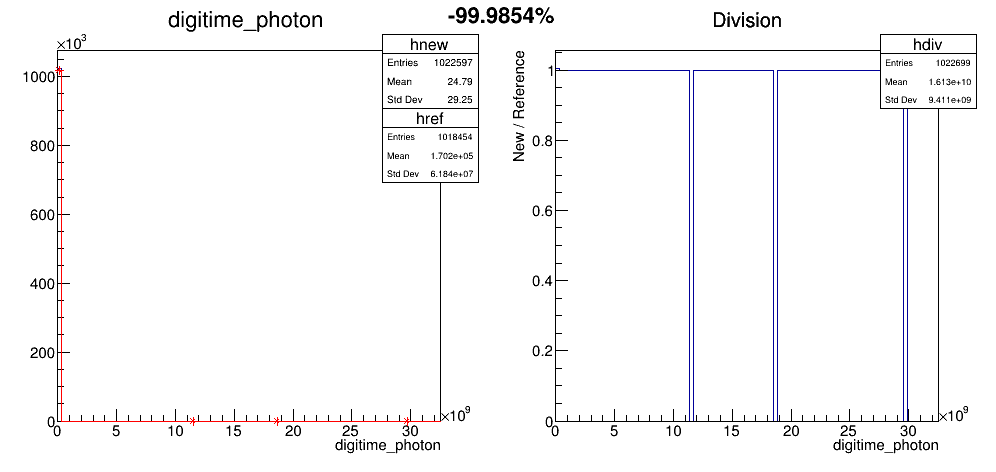 -99.9854%
digitime_photon
×10³
hnew
Entries 1022597
Mean 24.79
Std Dev 29.25
href
Entries 1018454
Mean 1.702e+05
Std Dev 6.184e+07
1000
800
600
400
200
0
0 5 10 15 20 25 30
×10⁹
digitime_photon
Division
hdiv
Entries 1022699
Mean 1.613e+10
Std Dev 9.411e+09
New / Reference
1
0.8
0.6
0.4
0.2
0
0 5 10 15 20 25 30
×10⁹
digitime_photon